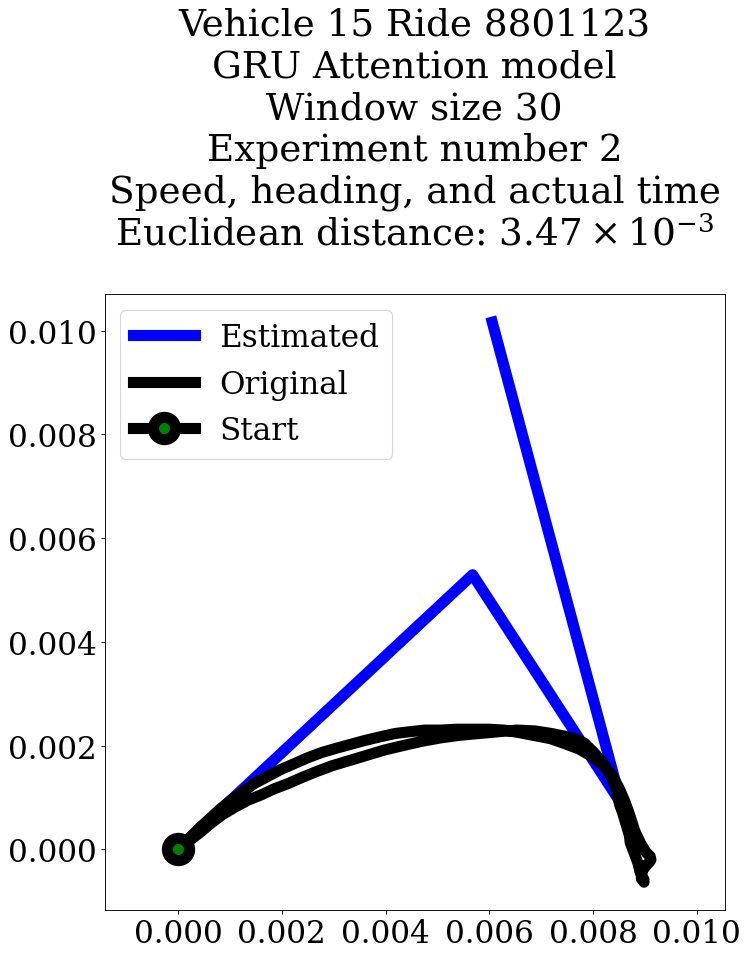 Vehicle 15 Ride 8801123
GRU Attention model
Window size 30
Experiment number 2
Speed, heading, and actual time
Euclidean distance: 3.47 × 10⁻³
Estimated
Original
Start
0.010
0.008
0.006
0.004
0.002
0.000
0.000 0.002 0.004 0.006 0.008 0.010